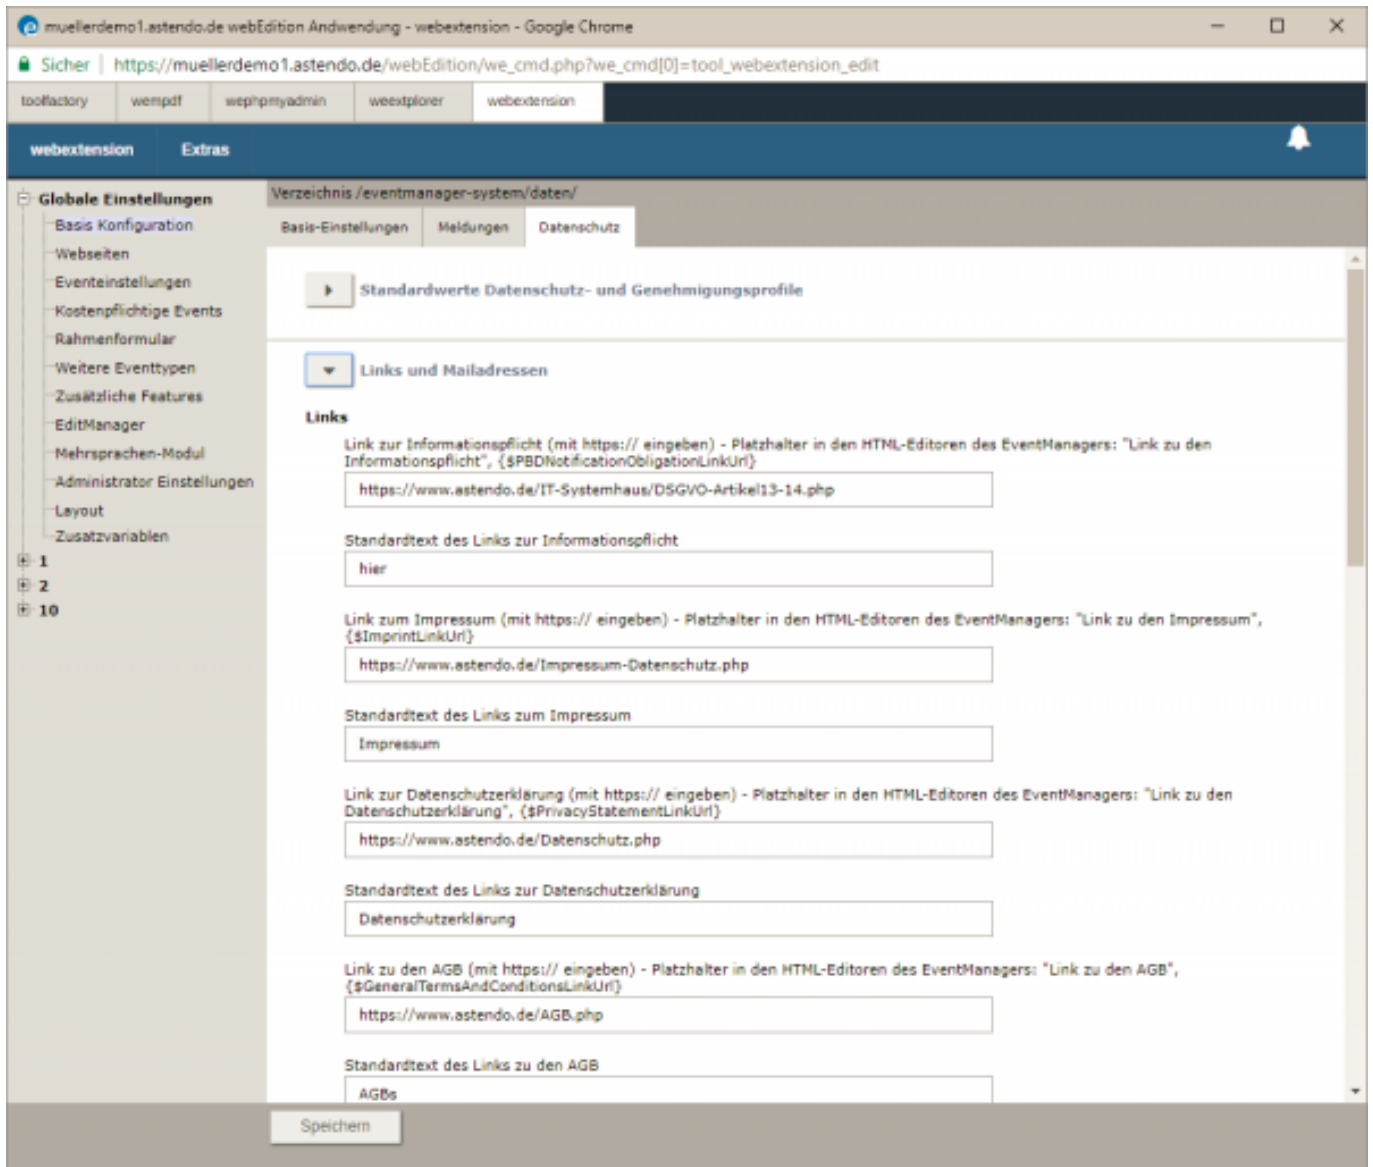 muellerdemo1.astendo.de webEdition Andwendung - webextension - Google Chrome
Sicher | https://muellerdemo1.astendo.de/webEdition/we_cmd.php?we_cmd[0]=tool_webextension_edit
toolfactory wempdf wephpmyadmin weextplorer webextension
webextension Extras
Globale Einstellungen
Basis Konfiguration
Webseiten
Eventeinstellungen
Kostenpflichtige Events
Rahmenformular
Weitere Eventtypen
Zusätzliche Features
EditManager
Mehrsprachen-Modul
Administrator Einstellungen
Layout
Zusatzvariablen
1
2
10
Verzeichnis /eventmanager-system/daten/
Basis-Einstellungen Meldungen Datenschutz
Standardwerte Datenschutz- und Genehmigungsprofile
Links und Mailadressen
Links
Link zur Informationspflicht (mit https:// eingeben) - Platzhalter in den HTML-Editoren des EventManagers: "Link zu den
Informationspflicht", {$PBDNotificationObligationLinkUrl}
https://www.astendo.de/IT-Systemhaus/DSGVO-Artikel13-14.php
Standardtext des Links zur Informationspflicht
hier
Link zum Impressum (mit https:// eingeben) - Platzhalter in den HTML-Editoren des EventManagers: "Link zu den Impressum",
{$ImprintLinkUrl}
https://www.astendo.de/Impressum-Datenschutz.php
Standardtext des Links zum Impressum
Impressum
Link zur Datenschutzerklärung (mit https:// eingeben) - Platzhalter in den HTML-Editoren des EventManagers: "Link zu den
Datenschutzerklärung", {$PrivacyStatementLinkUrl}
https://www.astendo.de/Datenschutz.php
Standardtext des Links zur Datenschutzerklärung
Datenschutzerklärung
Link zu den AGB (mit https:// eingeben) - Platzhalter in den HTML-Editoren des EventManagers: "Link zu den AGB",
{$GeneralTermsAndConditionsLinkUrl}
https://www.astendo.de/AGB.php
Standardtext des Links zu den AGB
AGBs
Speichern